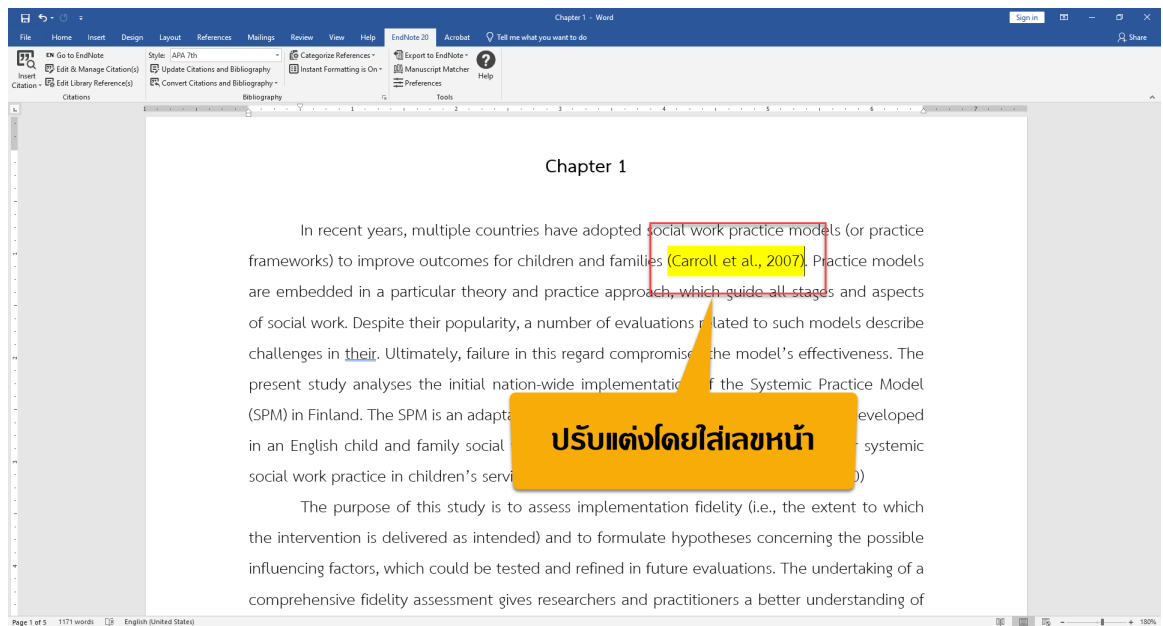 Chapter 1 - Word
Sign in
File Home Insert Design Layout References Mailings Review View Help EndNote 20 Acrobat Tell me what you want to do
Share
Insert Citation
Go to EndNote
Edit & Manage Citation(s)
Edit Library Reference(s)
Citations
Style: APA 7th
Update Citations and Bibliography
Convert Citations and Bibliography
Bibliography
Categorize References
Instant Formatting is On
Export to EndNote
Manuscript Matcher
Preferences
Tools
Help
1 1 2 3 4 5 6 7
Chapter 1
In recent years, multiple countries have adopted social work practice models (or practice
frameworks) to improve outcomes for children and families (Carroll et al., 2007). Practice models
are embedded in a particular theory and practice approach, which guide all stages and aspects
of social work. Despite their popularity, a number of evaluations related to such models describe
challenges in their. Ultimately, failure in this regard compromises the model's effectiveness. The
present study analyses the initial nation-wide implementation of the Systemic Practice Model
(SPM) in Finland. The SPM is an adapta eveloped
in an English child and family social systemic
social work practice in children's servi 0)
ปรับแต่งโดยใส่เลขหน้า
The purpose of this study is to assess implementation fidelity (i.e., the extent to which
the intervention is delivered as intended) and to formulate hypotheses concerning the possible
influencing factors, which could be tested and refined in future evaluations. The undertaking of a
comprehensive fidelity assessment gives researchers and practitioners a better understanding of
Page 1 of 5 1171 words English (United States) 180%